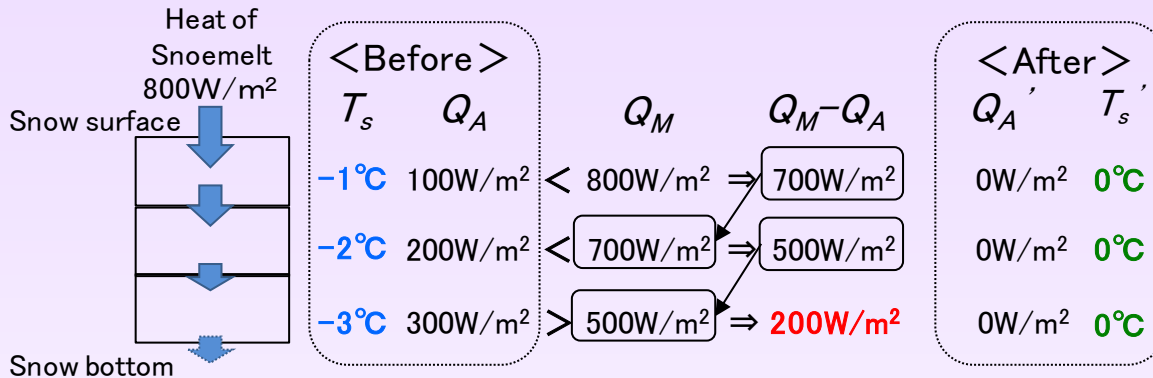 Heat of
Snoemelt
800W/m²
Snow surface
Snow bottom
<Before>
<After>
Ts QA QM QM-QA QA' Ts'
-1℃ 100W/m² < 800W/m² ⇒ 700W/m² 0W/m² 0℃
-2℃ 200W/m² < 700W/m² ⇒ 500W/m² 0W/m² 0℃
-3℃ 300W/m² > 500W/m² ⇒ 200W/m² 0W/m² 0℃